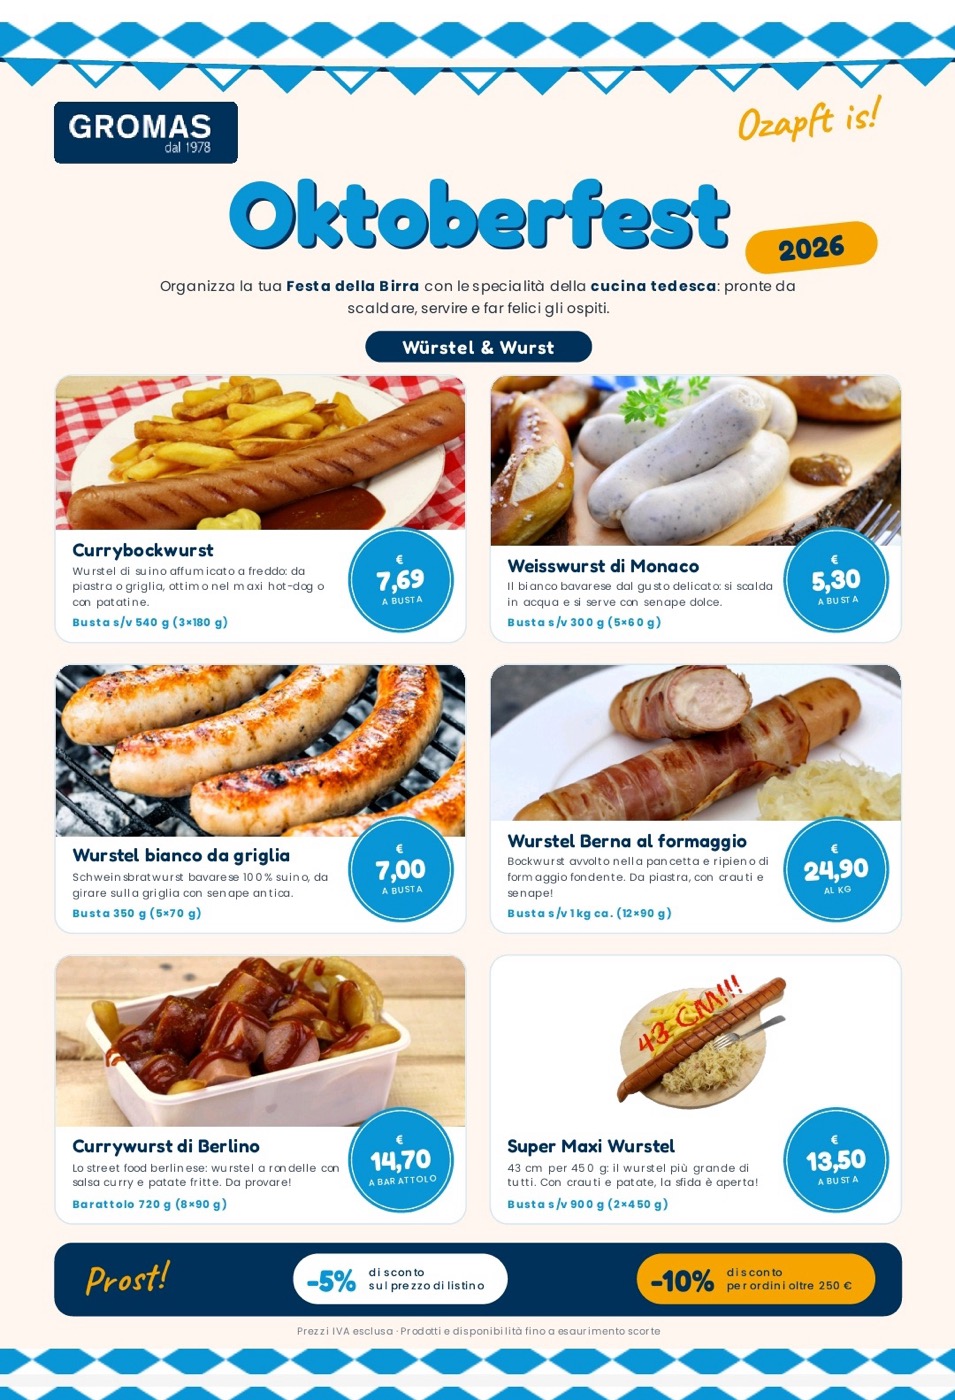 GROMAS
dal 1978
Ozapft is!
Oktoberfest
2026
Organizza la tua Festa della Birra con le specialità della cucina tedesca: pronte da
scaldare, servire e far felici gli ospiti.
Würstel & Wurst
Currybockwurst
Wurstel di suino affumicato a freddo: da
piastra o griglia, ottimo nel maxi hot-dog o
con patatine.
Busta s/v 540 g (3×180 g)
€
7,69
A BUSTA
Weisswurst di Monaco
Il bianco bavarese dal gusto delicato: si scalda
in acqua e si serve con senape dolce.
Busta s/v 300 g (5×60 g)
€
5,30
A BUSTA
Wurstel bianco da griglia
Schweinsbratwurst bavarese 100% suino, da
girare sulla griglia con senape antica.
Busta 350 g (5×70 g)
€
7,00
A BUSTA
Wurstel Berna al formaggio
Bockwurst avvolto nella pancetta e ripieno di
formaggio fondente. Da piastra, con crauti e
senape!
Busta s/v 1 kg ca. (12×90 g)
€
24,90
AL KG
Currywurst di Berlino
Lo street food berlinese: wurstel a rondelle con
salsa curry e patate fritte. Da provare!
Barattolo 720 g (8×90 g)
€
14,70
A BARATTOLO
43 CM!!!
Super Maxi Wurstel
43 cm per 450 g: il wurstel più grande di
tutti. Con crauti e patate, la sfida è aperta!
Busta s/v 900 g (2×450 g)
€
13,50
A BUSTA
Prost!
-5%
di sconto
sul prezzo di listino
-10%
di sconto
per ordini oltre 250 €
Prezzi IVA esclusa · Prodotti e disponibilità fino a esaurimento scorte